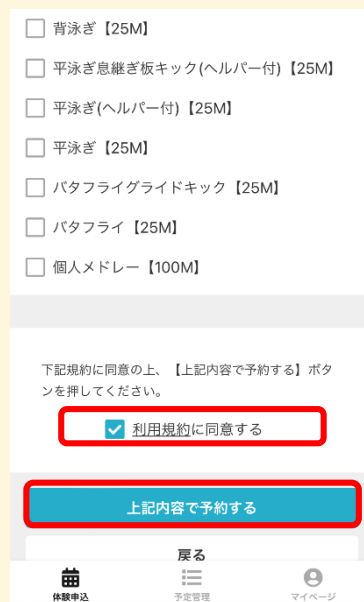 背泳ぎ【25M】
平泳ぎ息継ぎ板キック(ヘルパー付)【25M】
平泳ぎ(ヘルパー付)【25M】
平泳ぎ【25M】
バタフライグライドキック【25M】
バタフライ【25M】
個人メドレー【100M】
下記規約に同意の上、【上記内容で予約する】ボタ
ンを押してください。
利用規約に同意する
上記内容で予約する
戻る
体験申込 予定管理 マイページ